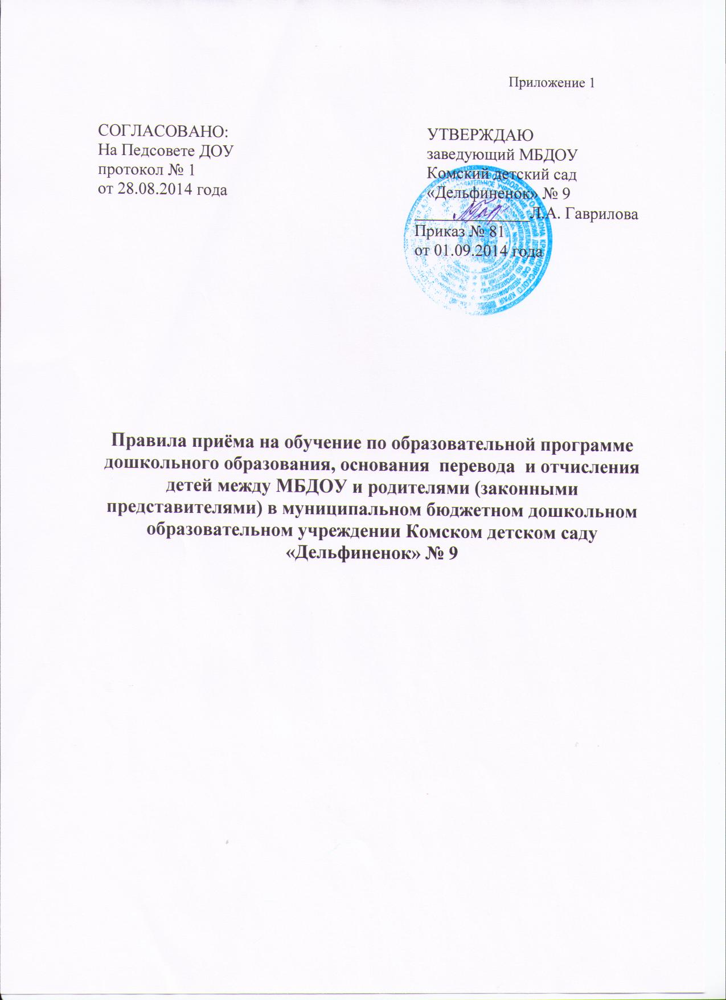 Приложение 1
СОГЛАСОВАНО:
На Педсовете ДОУ
протокол № 1
от 28.08.2014 года
УТВЕРЖДАЮ
заведующий МБДОУ
Комский детский сад
«Дельфиненок» № 9
Л.А. Гаврилова
Приказ № 81
от 01.09.2014 года
Правила приёма на обучение по образовательной программе
дошкольного образования, основания перевода и отчисления
детей между МБДОУ и родителями (законными
представителями) в муниципальном бюджетном дошкольном
образовательном учреждении Комском детском саду
«Дельфиненок» № 9